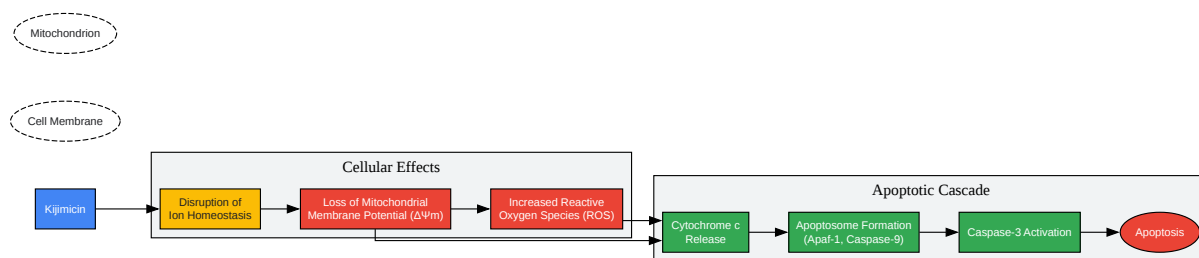 Mitochondrion
Cell Membrane
Cellular Effects
Kijimicin
Disruption of
Ion Homeostasis
Loss of Mitochondrial
Membrane Potential (ΔΨm)
Increased Reactive
Oxygen Species (ROS)
Apoptotic Cascade
Cytochrome c
Release
Apoptosome Formation
(Apaf-1, Caspase-9)
Caspase-3 Activation
Apoptosis